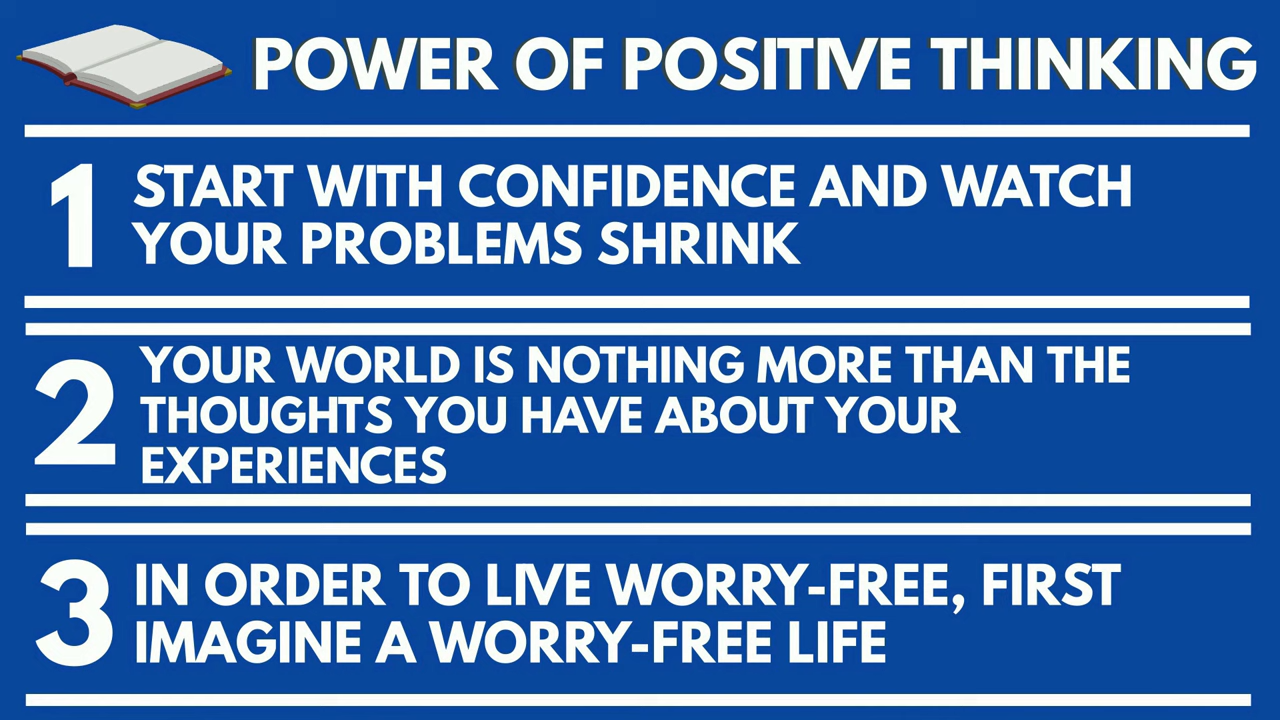 POWER OF POSITIVE THINKING
1
START WITH CONFIDENCE AND WATCH
YOUR PROBLEMS SHRINK
2
YOUR WORLD IS NOTHING MORE THAN THE
THOUGHTS YOU HAVE ABOUT YOUR
EXPERIENCES
3
IN ORDER TO LIVE WORRY-FREE, FIRST
IMAGINE A WORRY-FREE LIFE